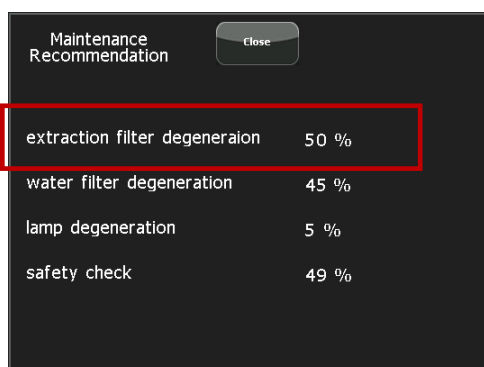 Maintenance
Recommendation
Close
extraction filter degeneraion 50 %
water filter degeneration 45 %
lamp degeneration 5 %
safety check 49 %